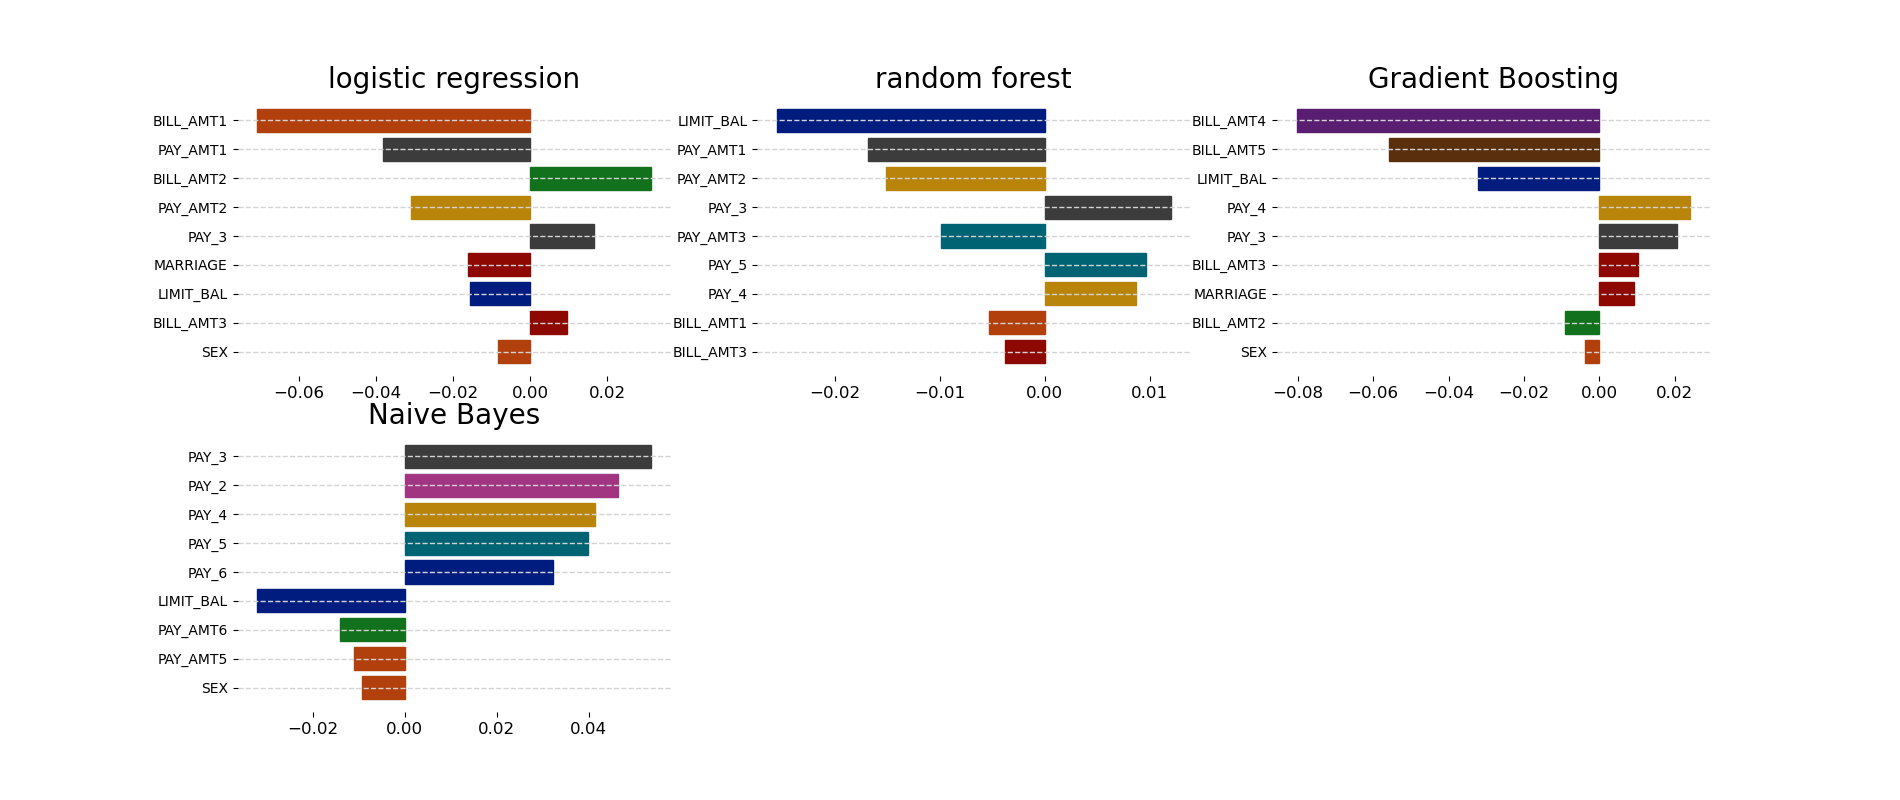 logistic regression
BILL_AMT1
PAY_AMT1
BILL_AMT2
PAY_AMT2
PAY_3
MARRIAGE
LIMIT_BAL
BILL_AMT3
SEX
−0.06 −0.04 −0.02 0.00 0.02
random forest
LIMIT_BAL
PAY_AMT1
PAY_AMT2
PAY_3
PAY_AMT3
PAY_5
PAY_4
BILL_AMT1
BILL_AMT3
−0.02 −0.01 0.00 0.01
Gradient Boosting
BILL_AMT4
BILL_AMT5
LIMIT_BAL
PAY_4
PAY_3
BILL_AMT3
MARRIAGE
BILL_AMT2
SEX
−0.08 −0.06 −0.04 −0.02 0.00 0.02
Naive Bayes
PAY_3
PAY_2
PAY_4
PAY_5
PAY_6
LIMIT_BAL
PAY_AMT6
PAY_AMT5
SEX
−0.02 0.00 0.02 0.04